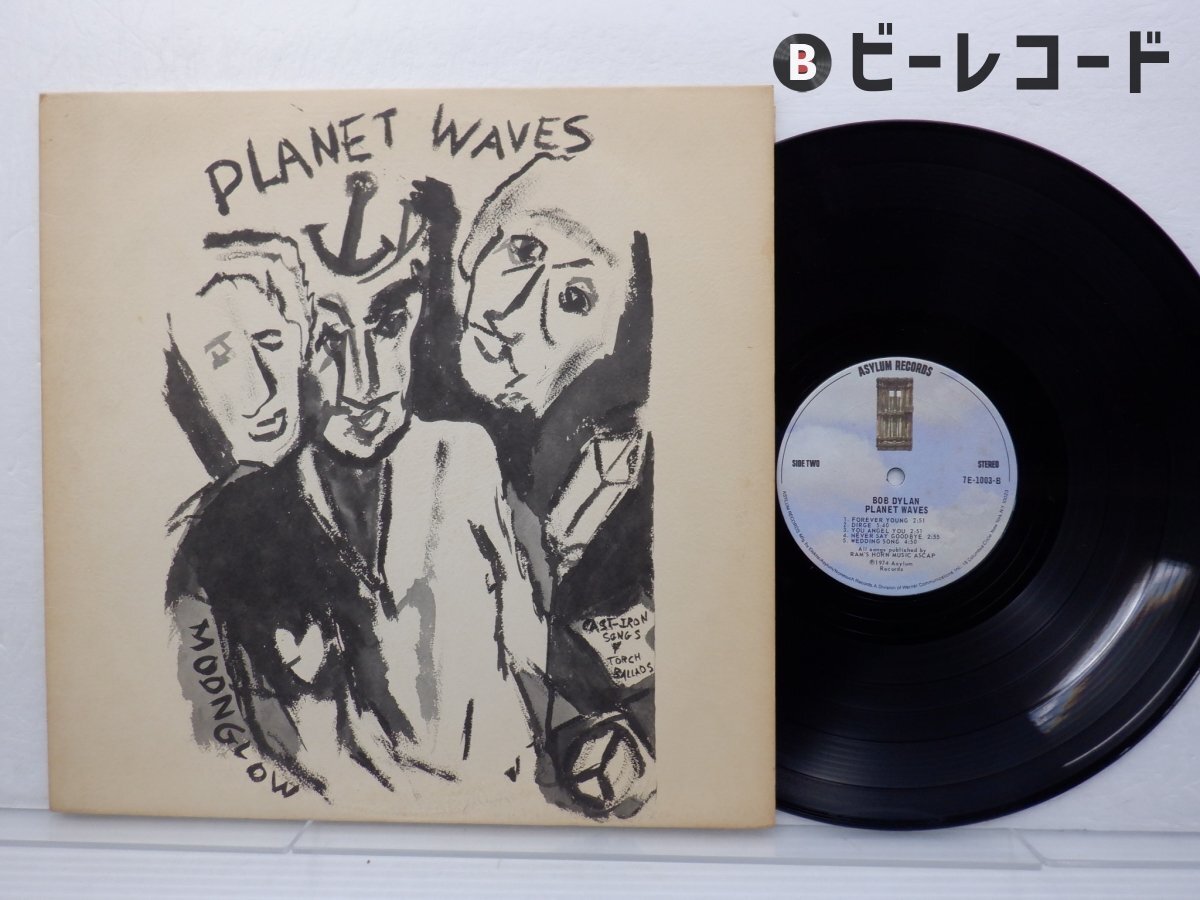 B ビーレコード
PLANET WAVES
MOONGLOW
CAST-IRON
SONGS
&
TORCH
BALLADS
ASYLUM RECORDS
SIDE TWO
STEREO
7E-1003-B
BOB DYLAN
PLANET WAVES
1. FOREVER YOUNG 2:51
2. DIRGE 5:40
3. YOU ANGEL YOU 2:51
4. NEVER SAY GOODBYE 2:55
5. WEDDING SONG 4:50
All songs published by
RAM'S HORN MUSIC ASCAP
℗1974 Asylum
Records